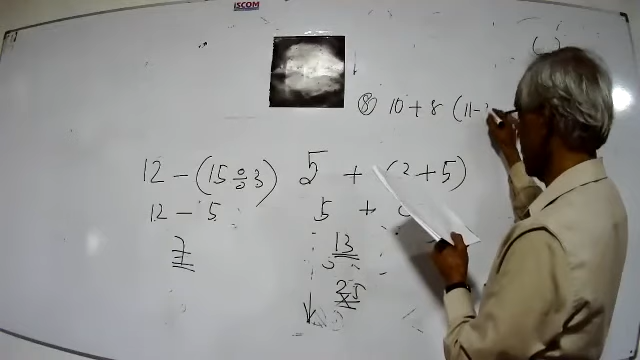 ISCOM
⑧ 10 + 8 (11 -
12 - (15 ÷ 3)
12 - 5
7
5 + (2 + 5)
5 +
13
25